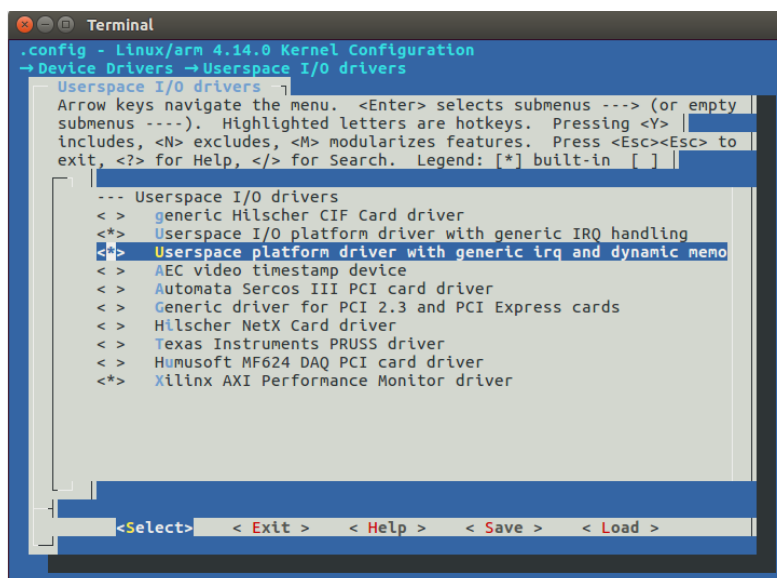 Terminal
.config - Linux/arm 4.14.0 Kernel Configuration
→ Device Drivers → Userspace I/O drivers
Userspace I/O drivers
Arrow keys navigate the menu.  <Enter> selects submenus ---> (or empty
submenus ----).  Highlighted letters are hotkeys.  Pressing <Y>
includes, <N> excludes, <M> modularizes features.  Press <Esc><Esc> to
exit, <?> for Help, </> for Search.  Legend: [*] built-in  [ ]
--- Userspace I/O drivers
< >   generic Hilscher CIF Card driver
<*>   Userspace I/O platform driver with generic IRQ handling
<*>   Userspace platform driver with generic irq and dynamic memo
< >   AEC video timestamp device
< >   Automata Sercos III PCI card driver
< >   Generic driver for PCI 2.3 and PCI Express cards
< >   Hilscher NetX Card driver
< >   Texas Instruments PRUSS driver
< >   Humusoft MF624 DAQ PCI card driver
<*>   Xilinx AXI Performance Monitor driver
<Select>    < Exit >    < Help >    < Save >    < Load >